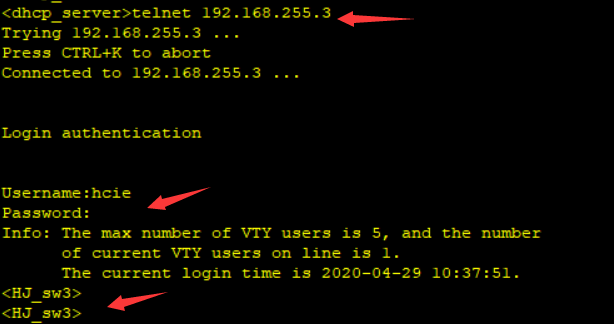 <dhcp_server>telnet 192.168.255.3
Trying 192.168.255.3 ...
Press CTRL+K to abort
Connected to 192.168.255.3 ...
Login authentication
Username:hcie
Password:
Info: The max number of VTY users is 5, and the number
of current VTY users on line is 1.
The current login time is 2020-04-29 10:37:51.
<HJ_sw3>
<HJ_sw3>